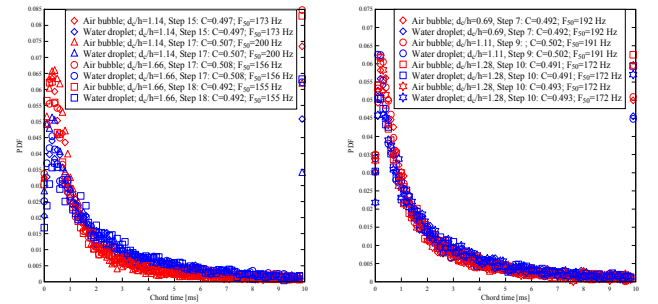 Air bubble; dc/h=1.14, Step 15: C=0.497, F50=173 Hz
Water droplet; dc/h=1.14, Step 15: C=0.497; F50=173 Hz
Air bubble; dc/h=1.14, Step 17: C=0.507, F50=200 Hz
Water droplet; dc/h=1.14, Step 17: C=0.507, F50=200 Hz
Air bubble; dc/h=1.66, Step 17: C=0.508; F50=156 Hz
Water droplet; dc/h=1.66, Step 17: C=0.508, F50=156 Hz
Air bubble; dc/h=1.66, Step 18: C=0.492, F50=155 Hz
Water droplet; dc/h=1.66, Step 18: C=0.492, F50=155 Hz
PDF
0.085
0.08
0.075
0.07
0.065
0.06
0.055
0.05
0.045
0.04
0.035
0.03
0.025
0.02
0.015
0.01
0.005
0
0 1 2 3 4 5 6 7 8 9 10
Chord time [ms]
Air bubble; dc/h=0.69, Step 7: C=0.492; F50=192 Hz
Water droplet; dc/h=0.69, Step 7: C=0.492; F50=192 Hz
Air bubble; dc/h=1.11, Step 9: ; C=0.502; F50=191 Hz
Water droplet; dc/h=1.11, Step 9: C=0.502; F50=191 Hz
Air bubble; dc/h=1.28, Step 10: C=0.491; F50=172 Hz
Water droplet; dc/h=1.28, Step 10: C=0.491; F50=172 Hz
Air bubble; dc/h=1.28, Step 10: C=0.493; F50=172 Hz
Water droplet; dc/h=1.28, Step 10: C=0.493; F50=172 Hz
PDF
0.075
0.07
0.065
0.06
0.055
0.05
0.045
0.04
0.035
0.03
0.025
0.02
0.015
0.01
0.005
0
0 1 2 3 4 5 6 7 8 9 10
Chord time [ms]